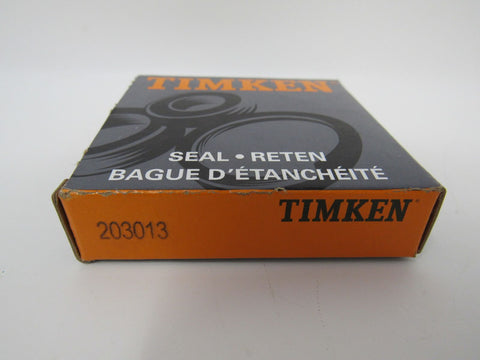 TIMKEN
SEAL • RETEN
BAGUE D'ÉTANCHÉITÉ
TIMKEN
203013